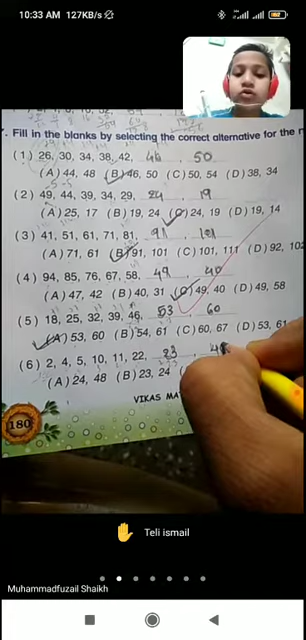 10:33 AM 127KB/s
7. Fill in the blanks by selecting the correct alternative for the
(1) 26, 30, 34, 38, 42, 46 , 50
(A) 44, 48 (B) 46, 50 (C) 50, 54 (D) 38, 34
(2) 49, 44, 39, 34, 29, 24 , 19
(A) 25, 17 (B) 19, 24 (C) 24, 19 (D) 19, 14
(3) 41, 51, 61, 71, 81, 91 , 101
(A) 71, 61 (B) 91, 101 (C) 101, 111 (D) 92, 102
(4) 94, 85, 76, 67, 58, 49 , 40
(A) 47, 42 (B) 40, 31 (C) 49, 40 (D) 49, 58
(5) 18, 25, 32, 39, 46, 53 , 60
(A) 53, 60 (B) 54, 61 (C) 60, 67 (D) 53, 61
(6) 2, 4, 5, 10, 11, 22, 23 ,
(A) 24, 48 (B) 23, 24
VIKAS MA
180
Teli ismail
Muhammadfuzail Shaikh